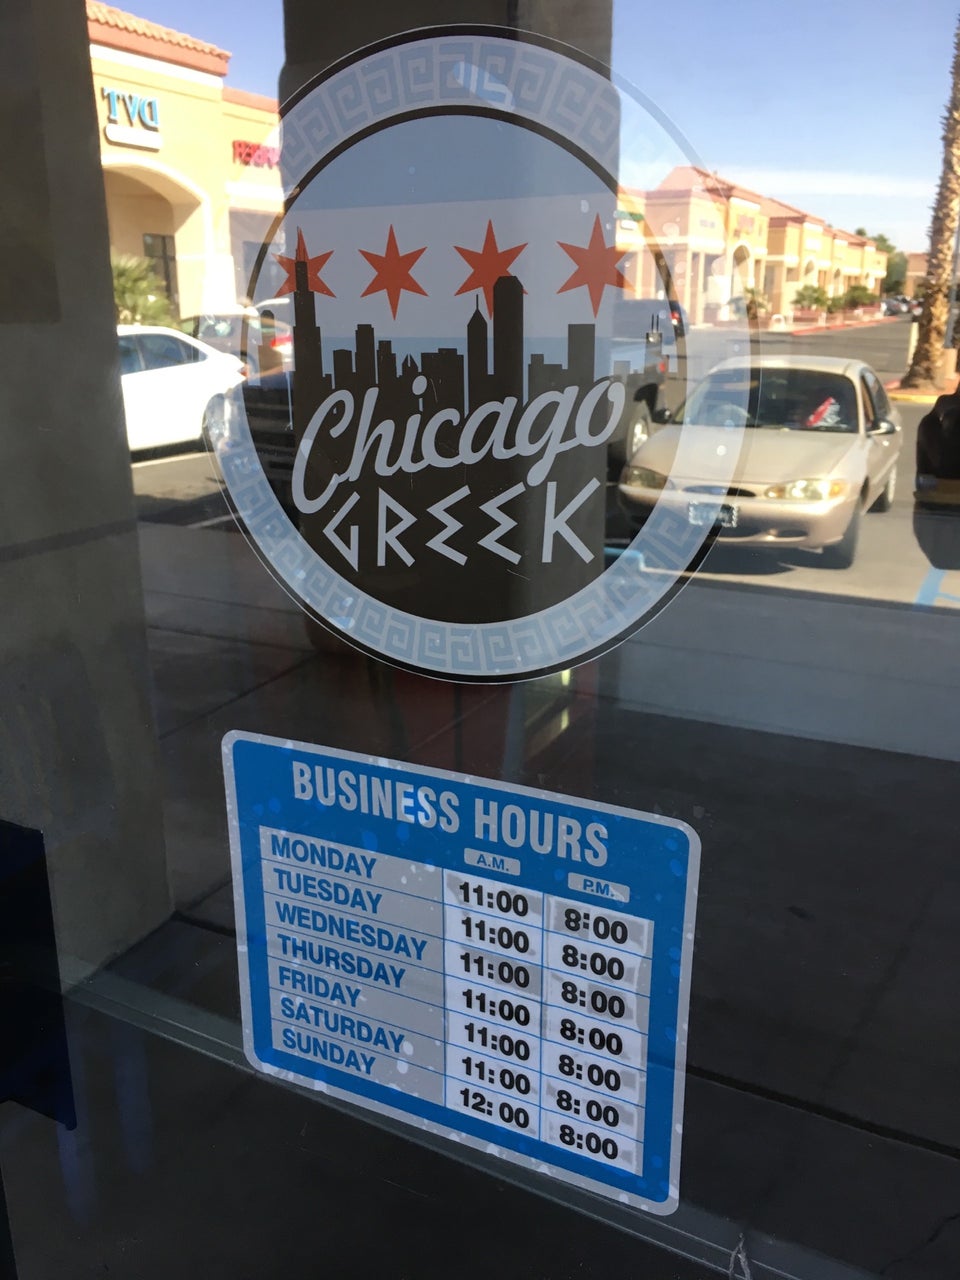 Chicago
GREEK
BUSINESS HOURS
A.M. P.M.
MONDAY 11:00 8:00
TUESDAY 11:00 8:00
WEDNESDAY 11:00 8:00
THURSDAY 11:00 8:00
FRIDAY 11:00 8:00
SATURDAY 11:00 8:00
SUNDAY 12:00 8:00